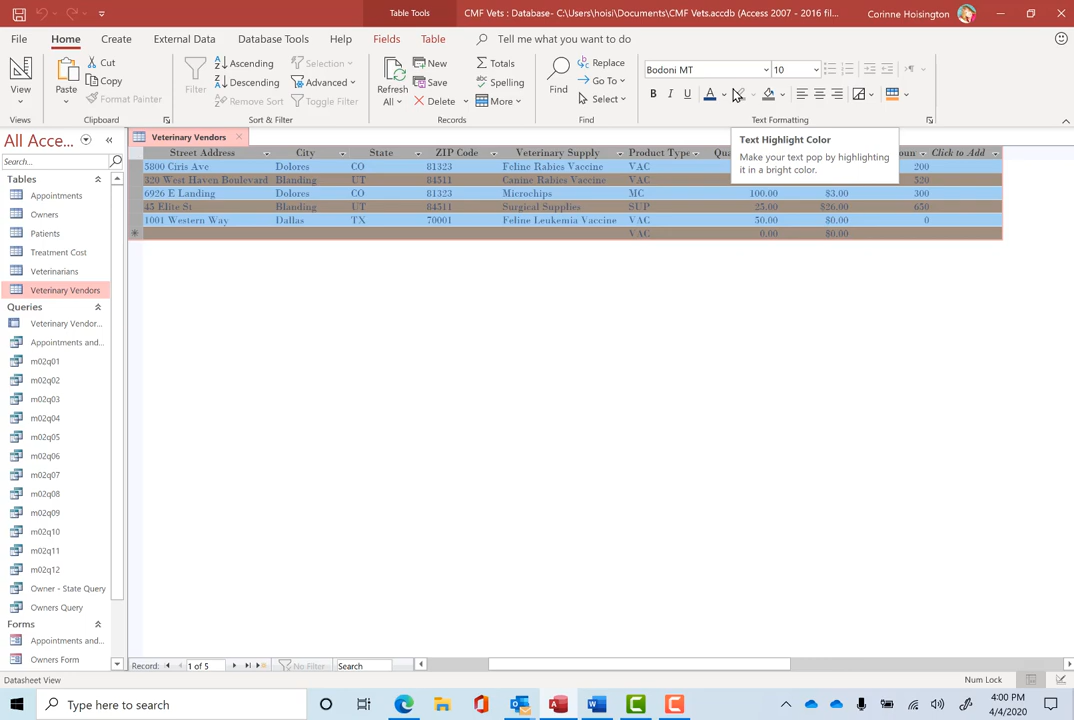 Table Tools
CMF Vets : Database- C:\Users\hoisi\Documents\CMF Vets.accdb (Access 2007 - 2016 fil...
Corinne Hoisington
File Home Create External Data Database Tools Help Fields Table Tell me what you want to do
View
Views
Paste
Cut
Copy
Format Painter
Clipboard
Filter
Ascending
Descending
Remove Sort
Selection
Advanced
Toggle Filter
Sort & Filter
Refresh
All
New
Save
Delete
Totals
Spelling
More
Records
Find
Replace
Go To
Select
Find
Bodoni MT 10
B I U A
Text Formatting
Text Highlight Color
Make your text pop by highlighting
it in a bright color.
All Acce...
Search...
Tables
Appointments
Owners
Patients
Treatment Cost
Veterinarians
Veterinary Vendors
Queries
Veterinary Vendor...
Appointments and...
m02q01
m02q02
m02q03
m02q04
m02q05
m02q06
m02q07
m02q08
m02q09
m02q10
m02q11
m02q12
Owner - State Query
Owners Query
Forms
Appointments and...
Owners Form
Veterinary Vendors
Street Address City State ZIP Code Veterinary Supply Product Type Qu oun Click to Add
5800 Ciris Ave Dolores CO 81323 Feline Rabies Vaccine VAC 200
320 West Haven Boulevard Blanding UT 84511 Canine Rabies Vaccine VAC 520
6926 E Landing Dolores CO 81323 Microchips MC 100.00 $3.00 300
45 Elite St Blanding UT 84511 Surgical Supplies SUP 25.00 $26.00 650
1001 Western Way Dallas TX 70001 Feline Leukemia Vaccine VAC 50.00 $0.00 0
VAC 0.00 $0.00
Record: 1 of 5 No Filter Search
Datasheet View
Num Lock
Type here to search
4:00 PM
4/4/2020